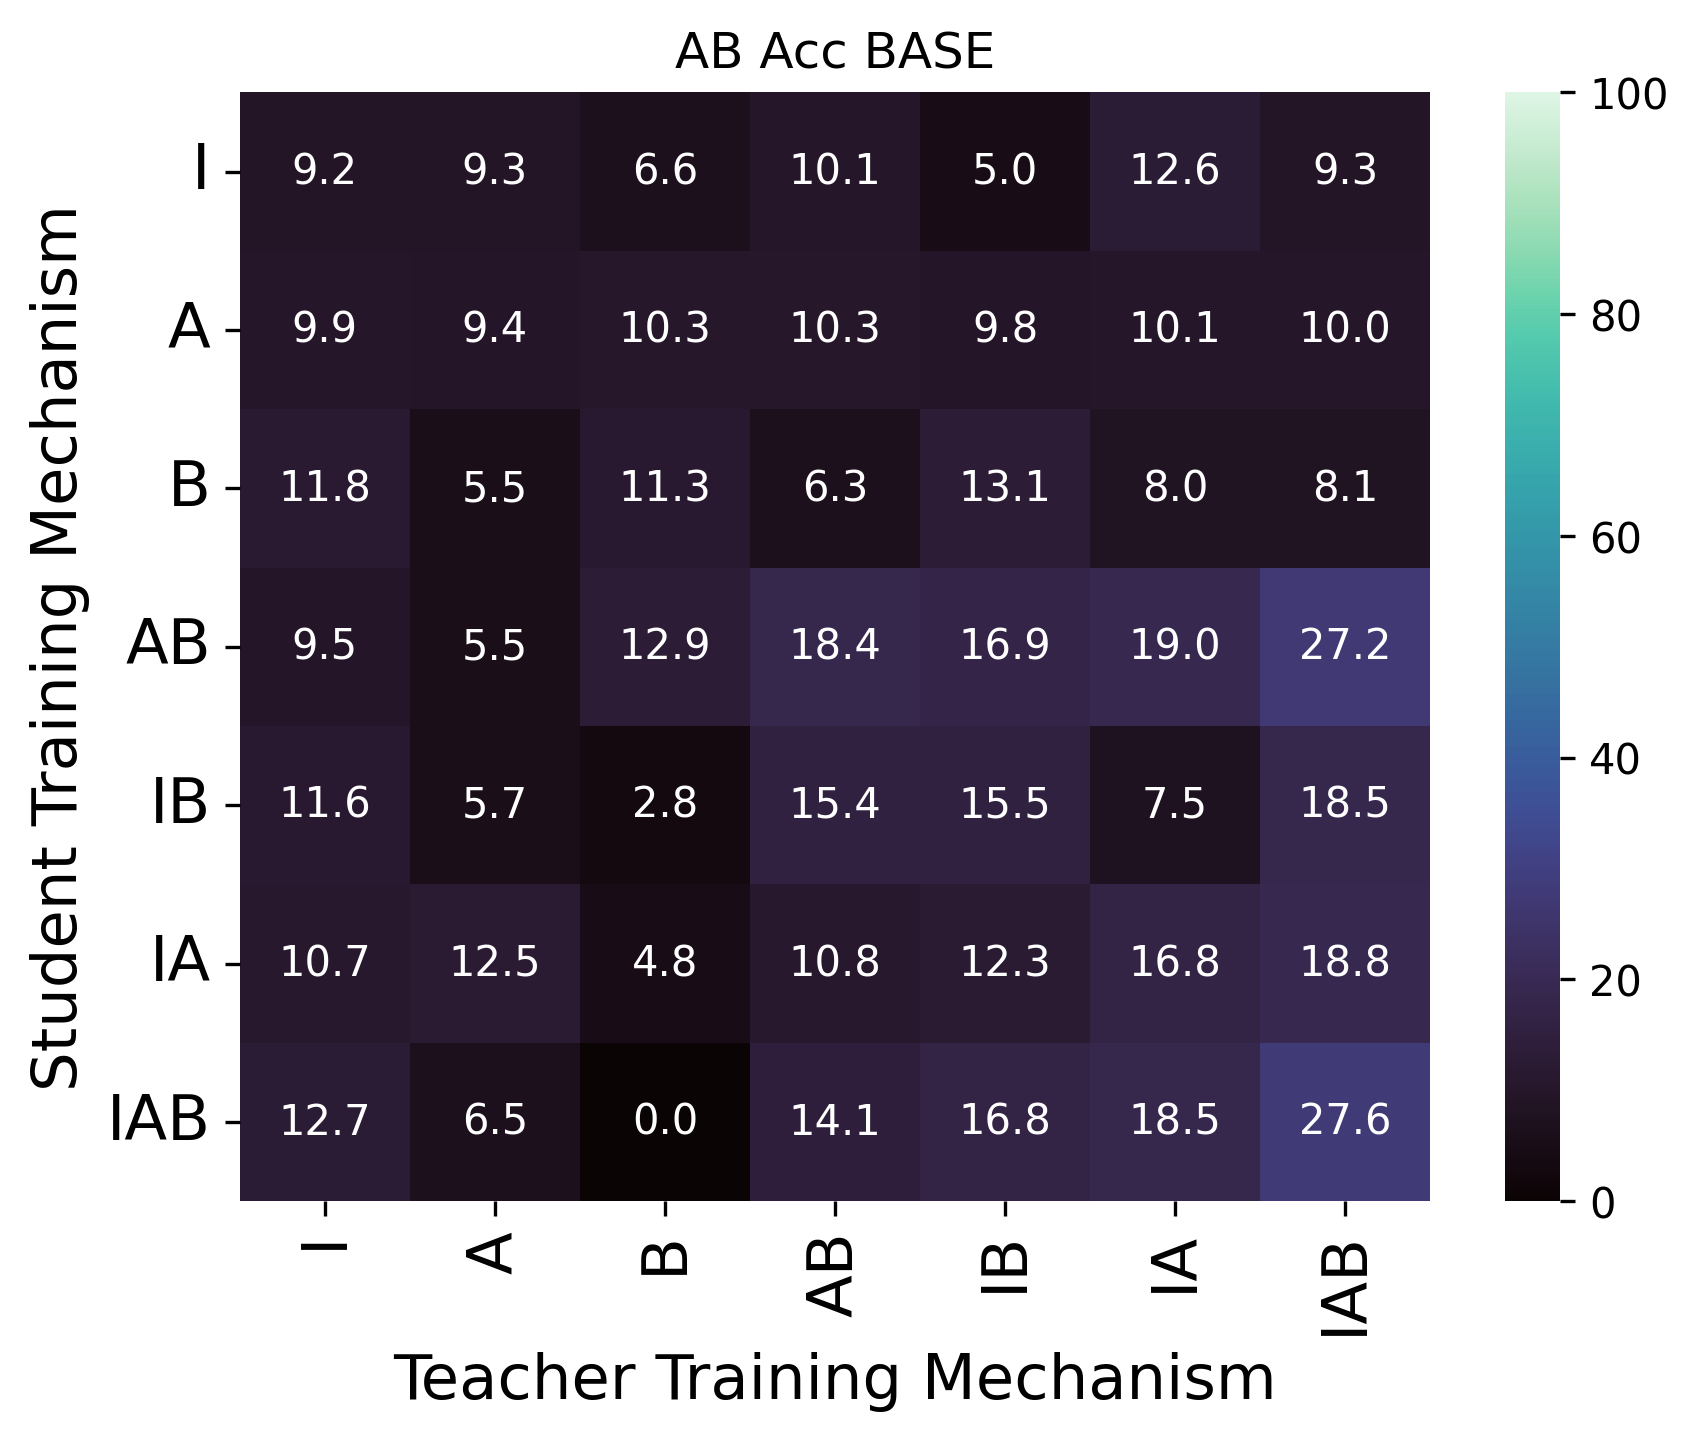 AB Acc BASE
Student Training Mechanism
I 9.2 9.3 6.6 10.1 5.0 12.6 9.3
A 9.9 9.4 10.3 10.3 9.8 10.1 10.0
B 11.8 5.5 11.3 6.3 13.1 8.0 8.1
AB 9.5 5.5 12.9 18.4 16.9 19.0 27.2
IB 11.6 5.7 2.8 15.4 15.5 7.5 18.5
IA 10.7 12.5 4.8 10.8 12.3 16.8 18.8
IAB 12.7 6.5 0.0 14.1 16.8 18.5 27.6
I A B AB IB IA IAB
Teacher Training Mechanism
100
80
60
40
20
0